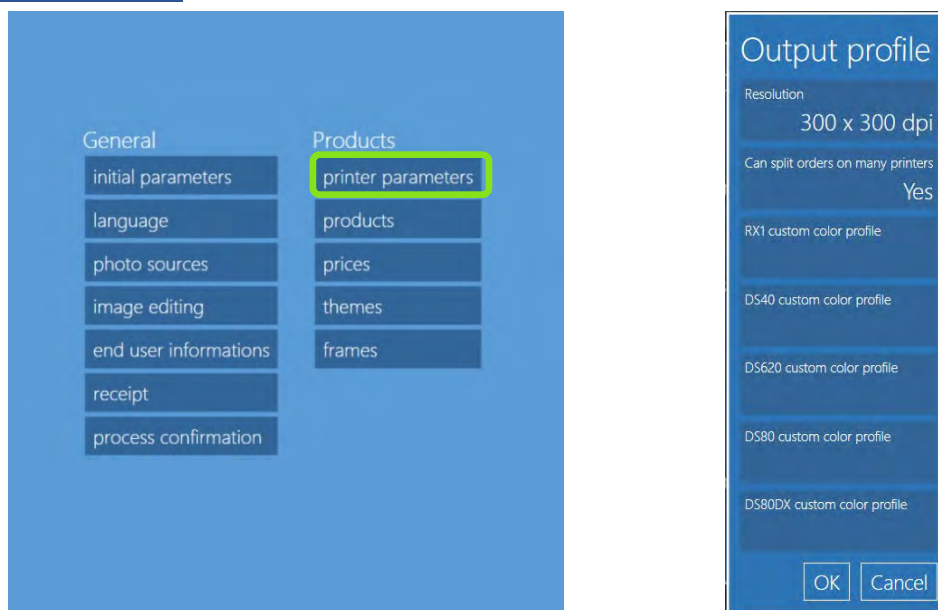 General
initial parameters
language
photo sources
image editing
end user informations
receipt
process confirmation
Products
printer parameters
products
prices
themes
frames
Output profile
Resolution
300 x 300 dpi
Can split orders on many printers
Yes
RX1 custom color profile
DS40 custom color profile
DS620 custom color profile
DS80 custom color profile
DS80DX custom color profile
OK
Cancel